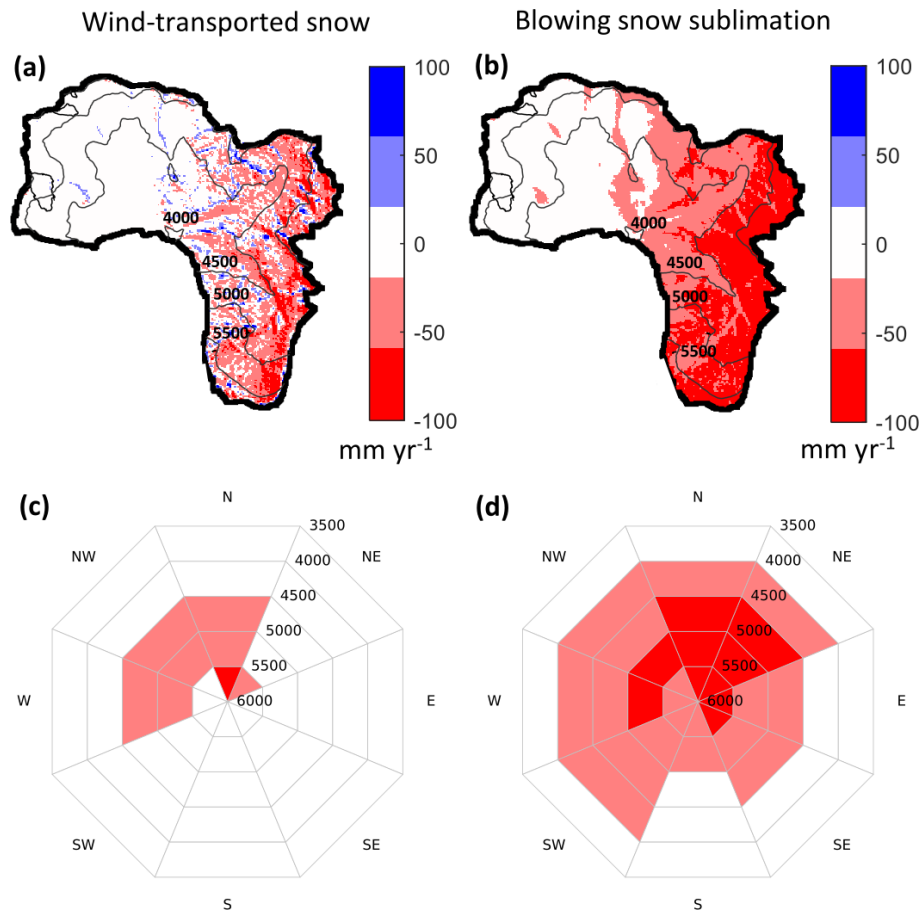 Wind-transported snow
Blowing snow sublimation
(a)
100
50
0
-50
-100
mm yr-1
4000
4500
5000
5500
(b)
100
50
0
-50
-100
mm yr-1
4000
4500
5000
5500
(c)
N
NE
E
SE
S
SW
W
NW
3500
4000
4500
5000
5500
6000
(d)
N
NE
E
SE
S
SW
W
NW
3500
4000
4500
5000
5500
6000